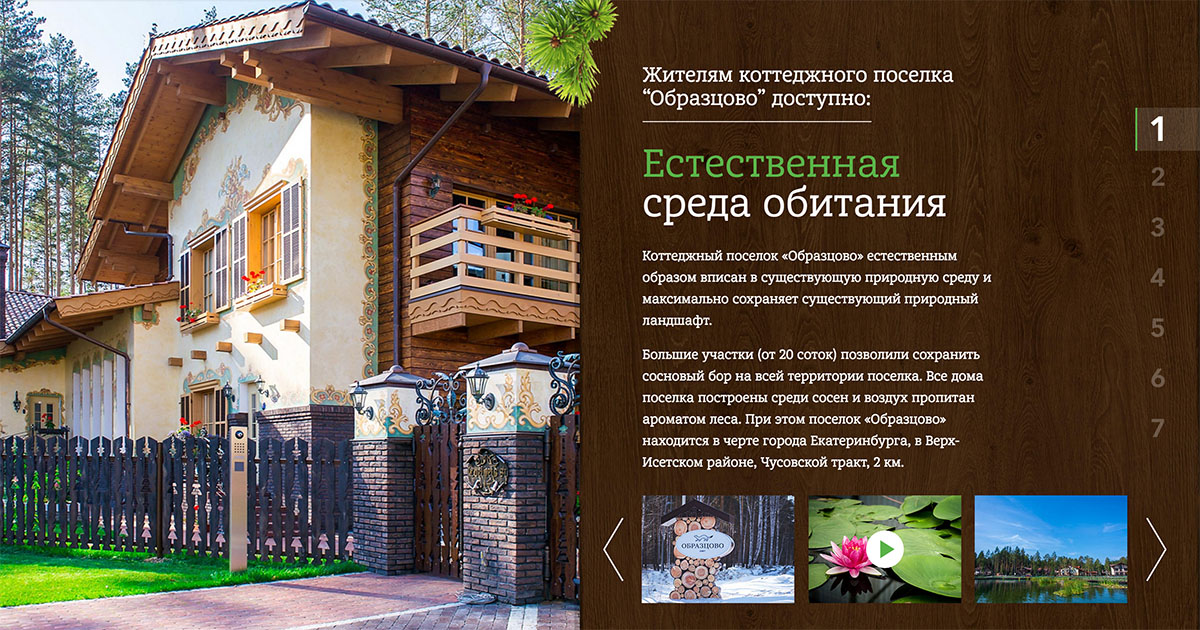 Жителям коттеджного поселка
“Образцово” доступно:
Естественная
среда обитания
Коттеджный поселок «Образцово» естественным
образом вписан в существующую природную среду и
максимально сохраняет существующий природный
ландшафт.
Большие участки (от 20 соток) позволили сохранить
сосновый бор на всей территории поселка. Все дома
поселка построены среди сосен и воздух пропитан
ароматом леса. При этом поселок «Образцово»
находится в черте города Екатеринбурга, в Верх-
Исетском районе, Чусовской тракт, 2 км.
ОБРАЗЦОВО
1
2
3
4
5
6
7